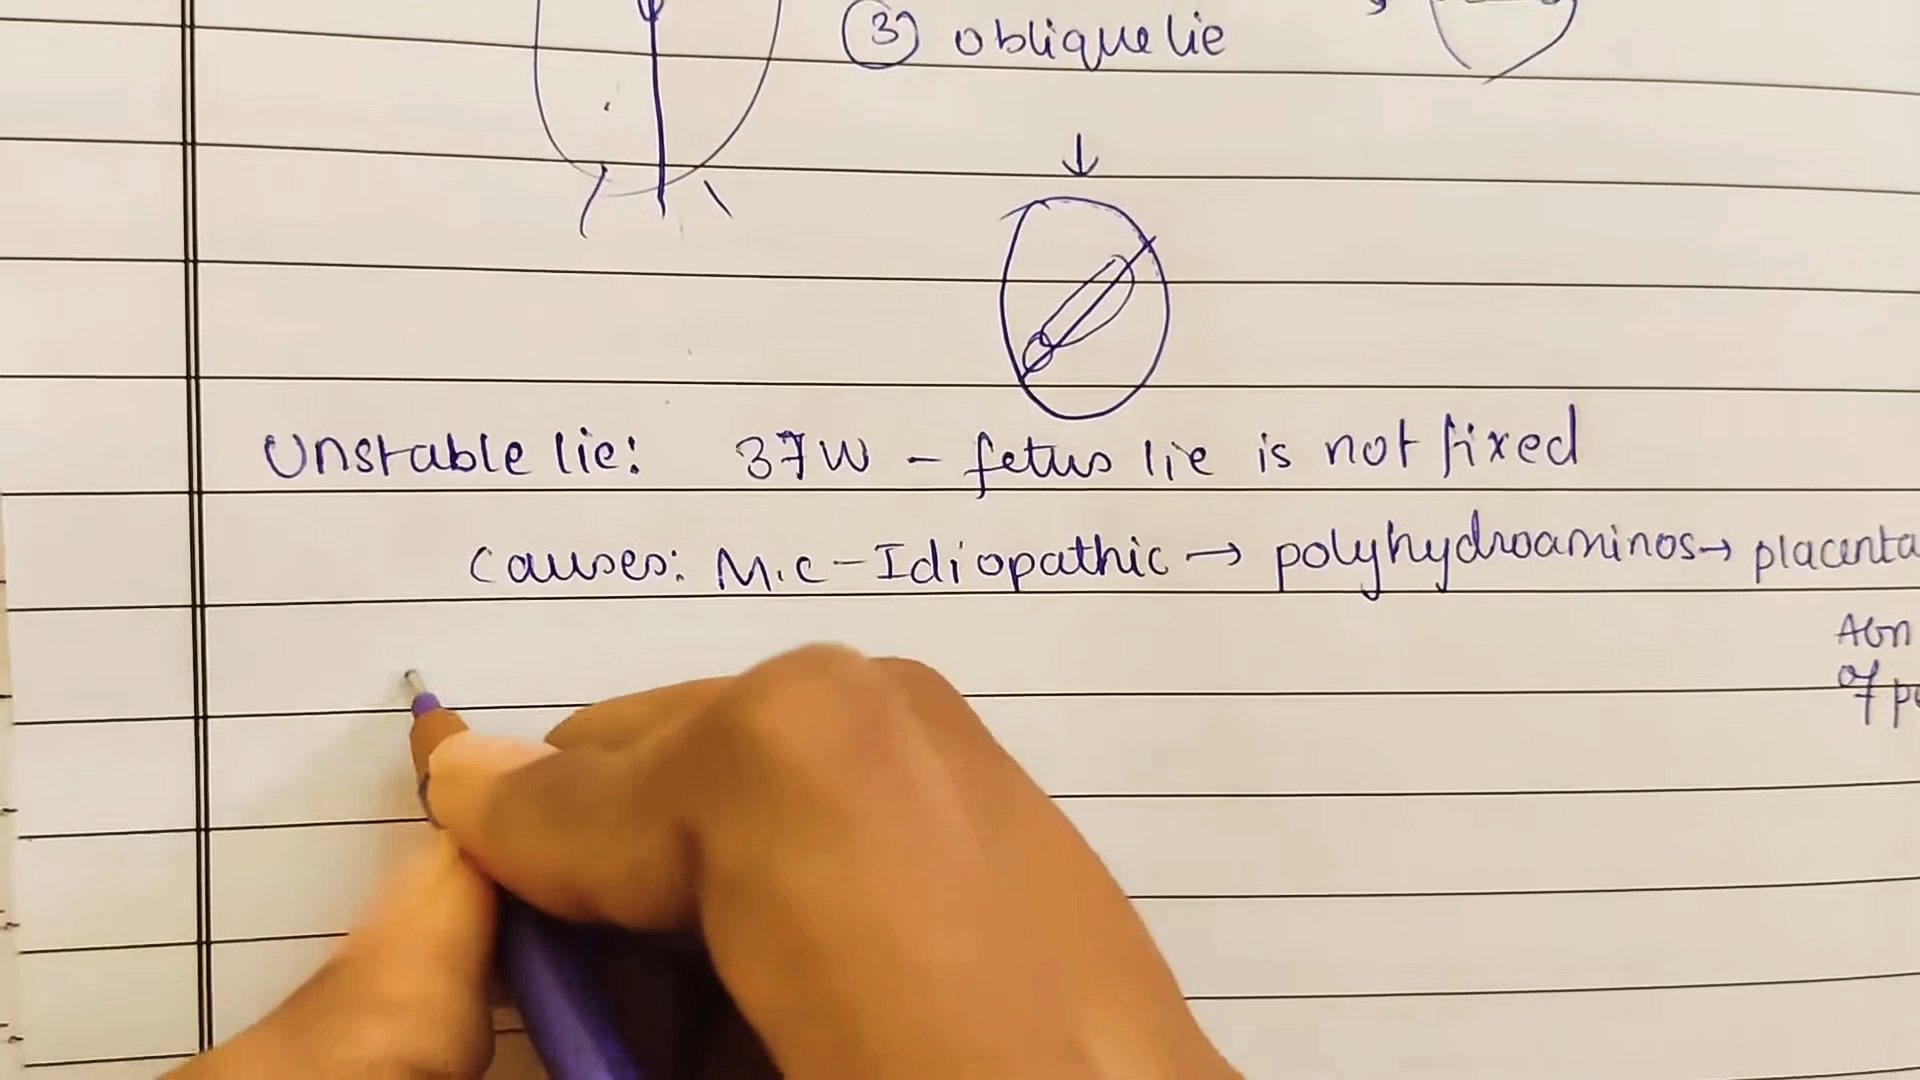 ③ oblique lie
Unstable lie: 37W - fetus lie is not fixed
Causes: M.c - Idiopathic → polyhydroaminos → placenta
Abn
of